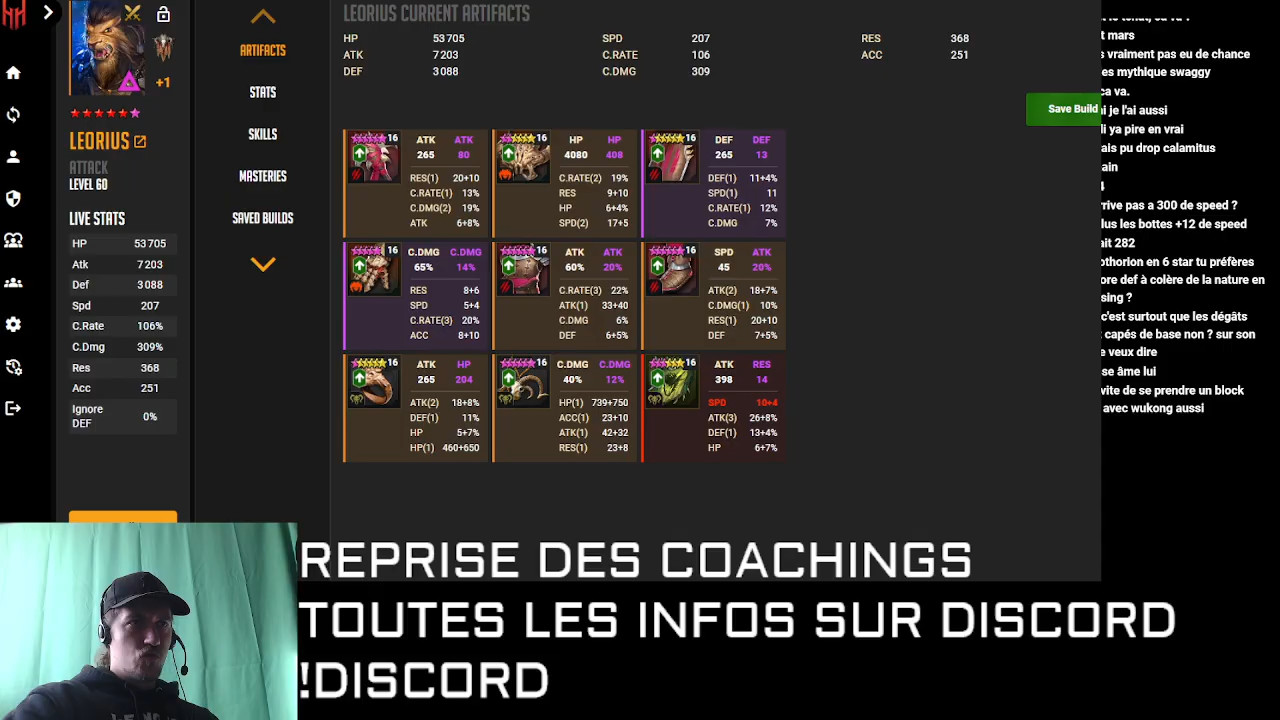 LEORIUS CURRENT ARTIFACTS
HP 53 705 SPD 207 RES 368
ATK 7 203 C.RATE 106 ACC 251
DEF 3 088 C.DMG 309
Save Build
+1
LEORIUS
ATTACK
LEVEL 60
LIVE STATS
HP 53 705
Atk 7 203
Def 3 088
Spd 207
C.Rate 106%
C.Dmg 309%
Res 368
Acc 251
Ignore DEF 0%
ARTIFACTS
STATS
SKILLS
MASTERIES
SAVED BUILDS
16 ATK ATK
265 80
RES(1) 20+10
C.RATE(1) 13%
C.DMG(2) 19%
ATK 6+8%
16 HP HP
4080 408
C.RATE(2) 19%
RES 9+10
HP 6+4%
SPD(2) 17+5
16 DEF DEF
265 13
DEF(1) 11+4%
SPD(1) 11
C.RATE(1) 12%
C.DMG 7%
16 C.DMG C.DMG
65% 14%
RES 8+6
SPD 5+4
C.RATE(3) 20%
ACC 8+10
16 ATK ATK
60% 20%
C.RATE(3) 22%
ATK(1) 33+40
C.DMG 6%
DEF 6+5%
16 SPD ATK
45 20%
ATK(2) 18+7%
C.DMG(1) 10%
RES(1) 20+10
DEF 7+5%
16 ATK HP
265 204
ATK(2) 18+8%
DEF(1) 11%
HP 5+7%
HP(1) 460+650
16 C.DMG C.DMG
40% 12%
HP(1) 739+750
ACC(1) 23+10
ATK(1) 42+32
RES(1) 23+8
16 ATK RES
398 14
SPD 10+4
ATK(3) 26+8%
DEF(1) 13+4%
HP 6+7%
t mars
s vraiment pas eu de chance
es mythique swaggy
ca va.
i je l'ai aussi
li ya pire en vrai
ais pu drop calamitus
ain
4
rrive pas a 300 de speed ?
lus les bottes +12 de speed
ait 282
othorion en 6 star tu préfères
ore def à colère de la nature en
sing ?
c'est surtout que les dégâts
capés de base non ? sur son
e veux dire
se âme lui
vite de se prendre un block
avec wukong aussi
REPRISE DES COACHINGS
TOUTES LES INFOS SUR DISCORD
!DISCORD